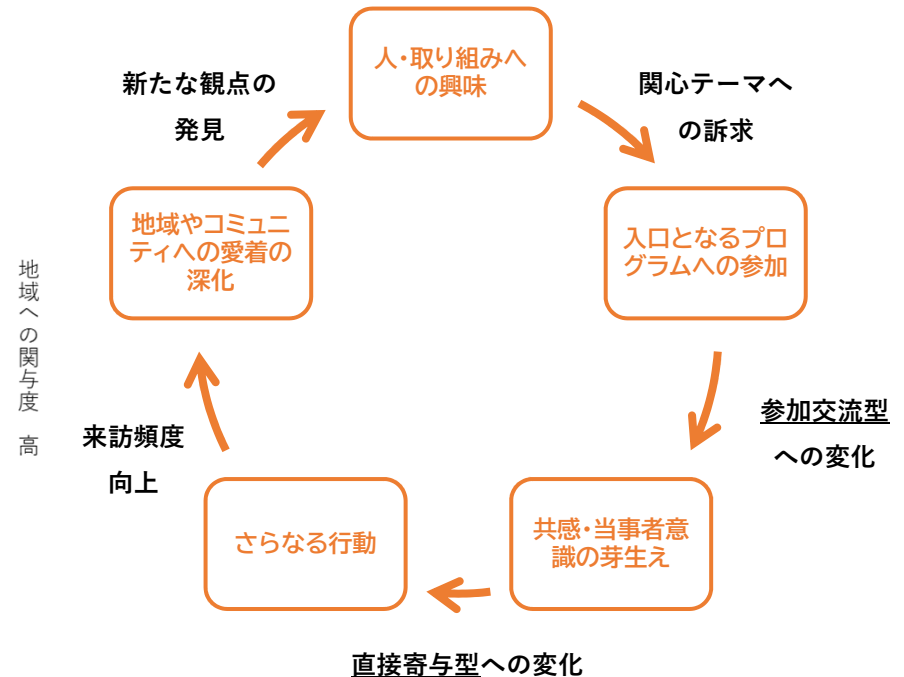 人・取り組みへ
の興味
関心テーマへ
の訴求
入口となるプロ
グラムへの参加
参加交流型
への変化
共感・当事者意
識の芽生え
直接寄与型への変化
さらなる行動
来訪頻度
向上
地域やコミュニ
ティへの愛着の
深化
新たな観点の
発見
地域への関与度 高